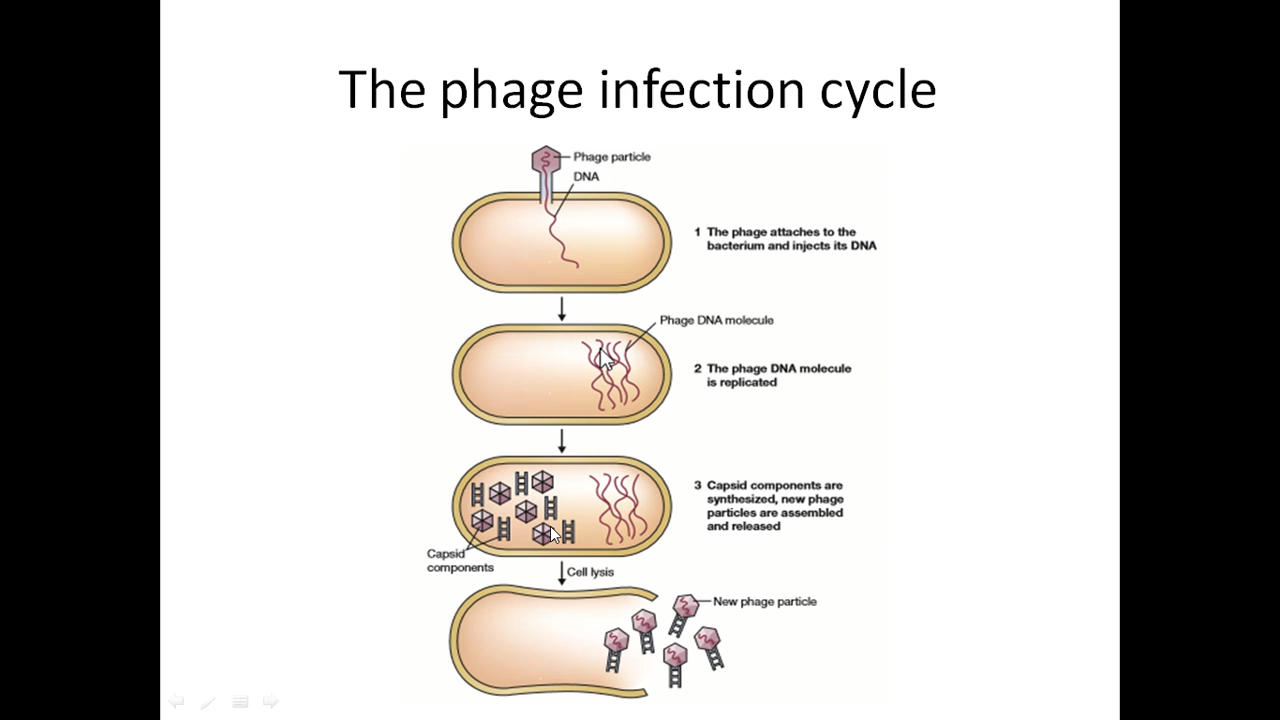 The phage infection cycle
Phage particle
DNA
1 The phage attaches to the
bacterium and injects its DNA
Phage DNA molecule
2 The phage DNA molecule
is replicated
3 Capsid components are
synthesized, new phage
particles are assembled
and released
Capsid
components
Cell lysis
New phage particle